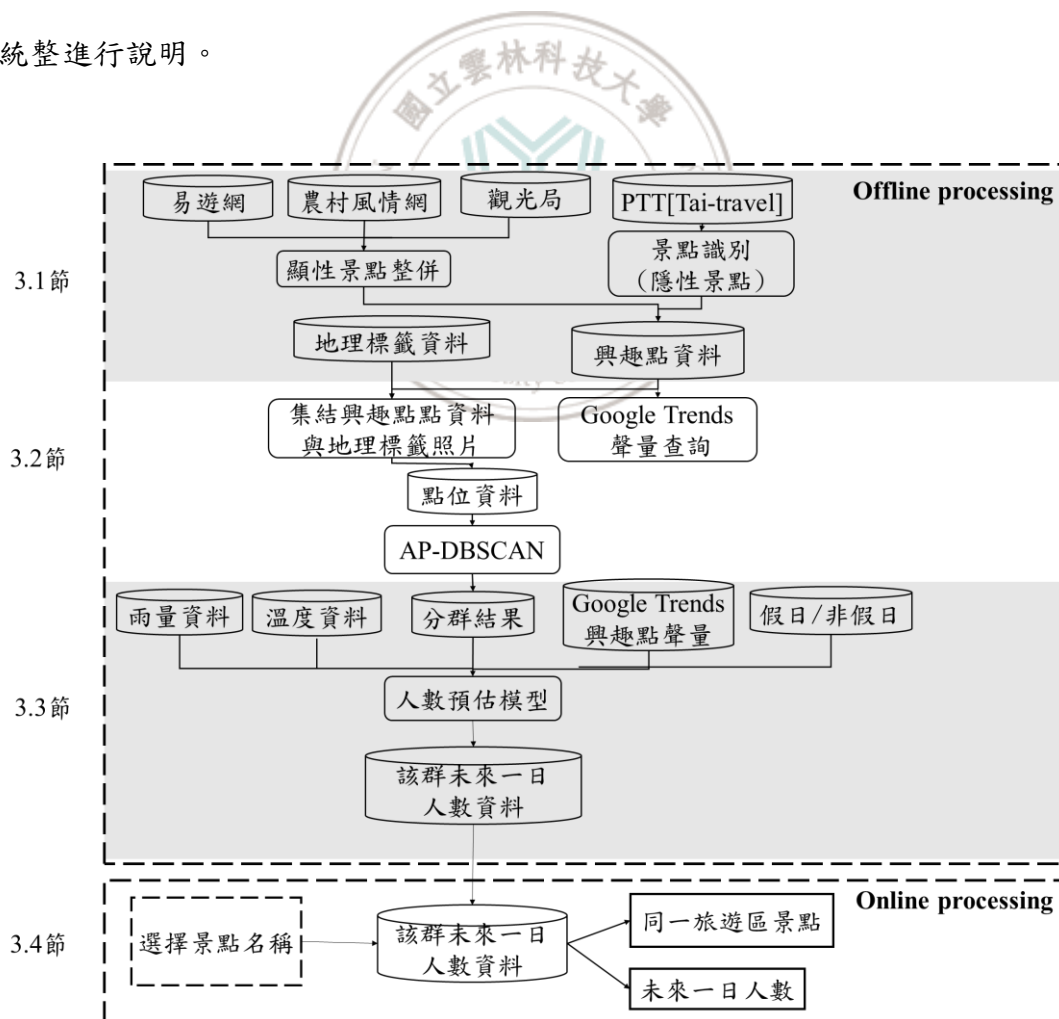 統整進行說明。
國立雲林科技大學
Offline processing
易遊網
農村風情網
觀光局
PTT[Tai-travel]
3.1節
顯性景點整併
景點識別
(隱性景點)
地理標籤資料
興趣點資料
3.2節
集結興趣點點資料
與地理標籤照片
Google Trends
聲量查詢
點位資料
AP-DBSCAN
3.3節
雨量資料
溫度資料
分群結果
Google Trends
興趣點聲量
假日/非假日
人數預估模型
該群未來一日
人數資料
Online processing
3.4節
選擇景點名稱
該群未來一日
人數資料
同一旅遊區景點
未來一日人數